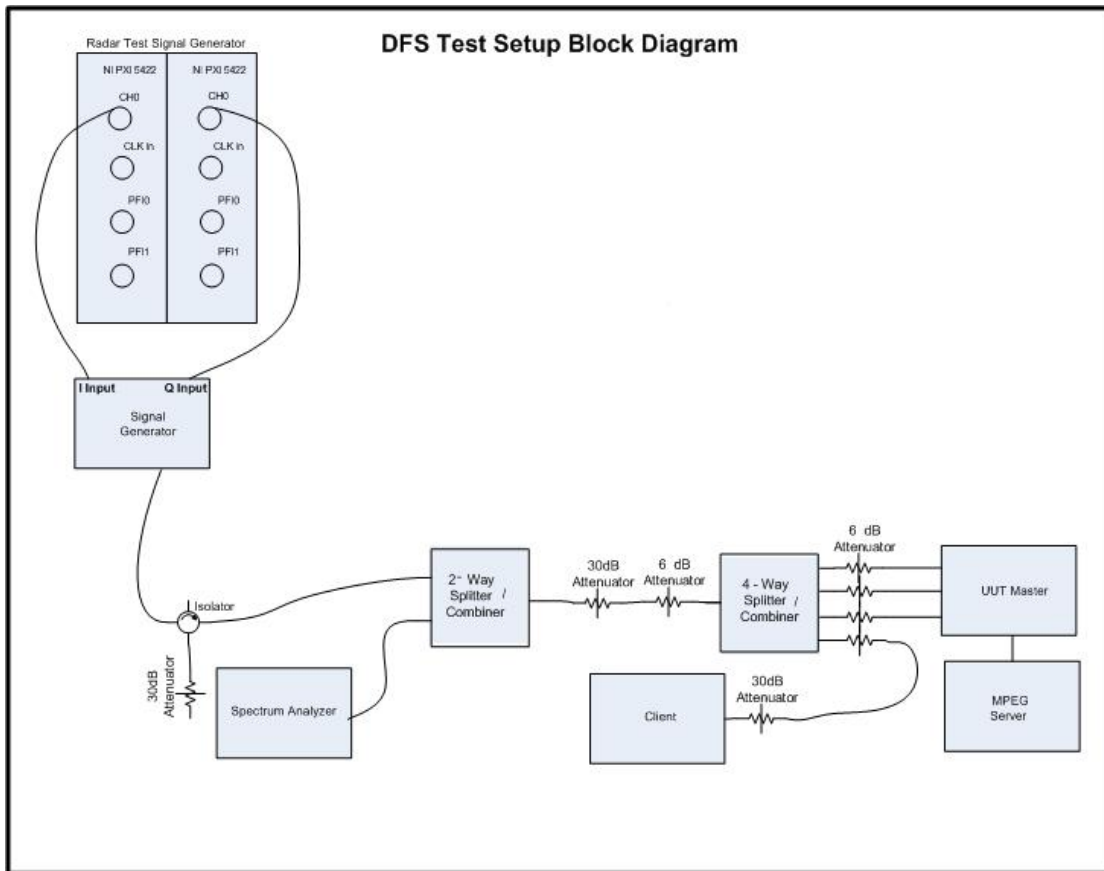 DFS Test Setup Block Diagram
Radar Test Signal Generator
NI PXI 5422
NI PXI 5422
CH0
CH0
CLK In
CLK In
PFI0
PFI0
PFI1
PFI1
I Input
Q Input
Signal
Generator
Isolator
30dB
Attenuator
Spectrum Analyzer
2- Way
Splitter /
Combiner
30dB
Attenuator
6 dB
Attenuator
4 - Way
Splitter /
Combiner
6 dB
Attenuator
UUT Master
MPEG
Server
30dB
Attenuator
Client